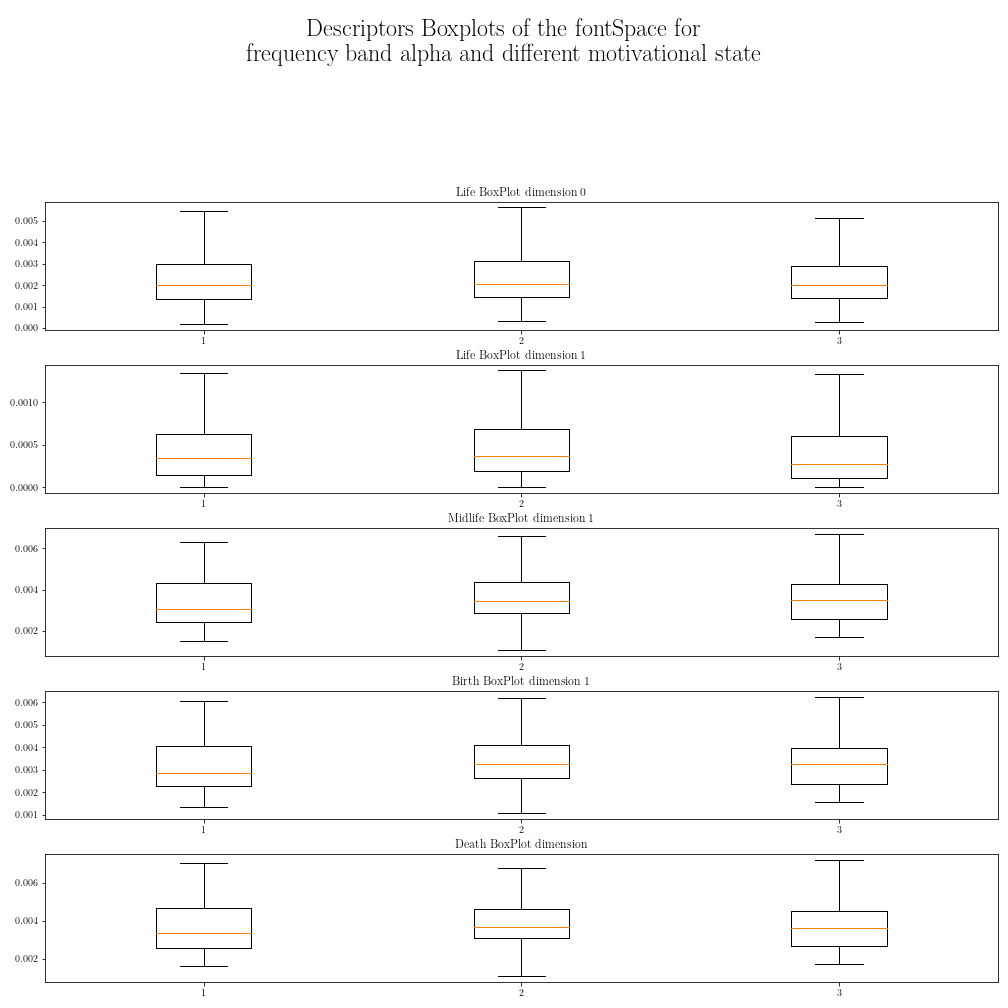 Descriptors Boxplots of the fontSpace for
frequency band alpha and different motivational state
Life BoxPlot dimension 0
0.005
0.004
0.003
0.002
0.001
0.000
1 2 3
Life BoxPlot dimension 1
0.0010
0.0005
0.0000
1 2 3
Midlife BoxPlot dimension 1
0.006
0.004
0.002
1 2 3
Birth BoxPlot dimension 1
0.006
0.005
0.004
0.003
0.002
0.001
1 2 3
Death BoxPlot dimension
0.006
0.004
0.002
1 2 3